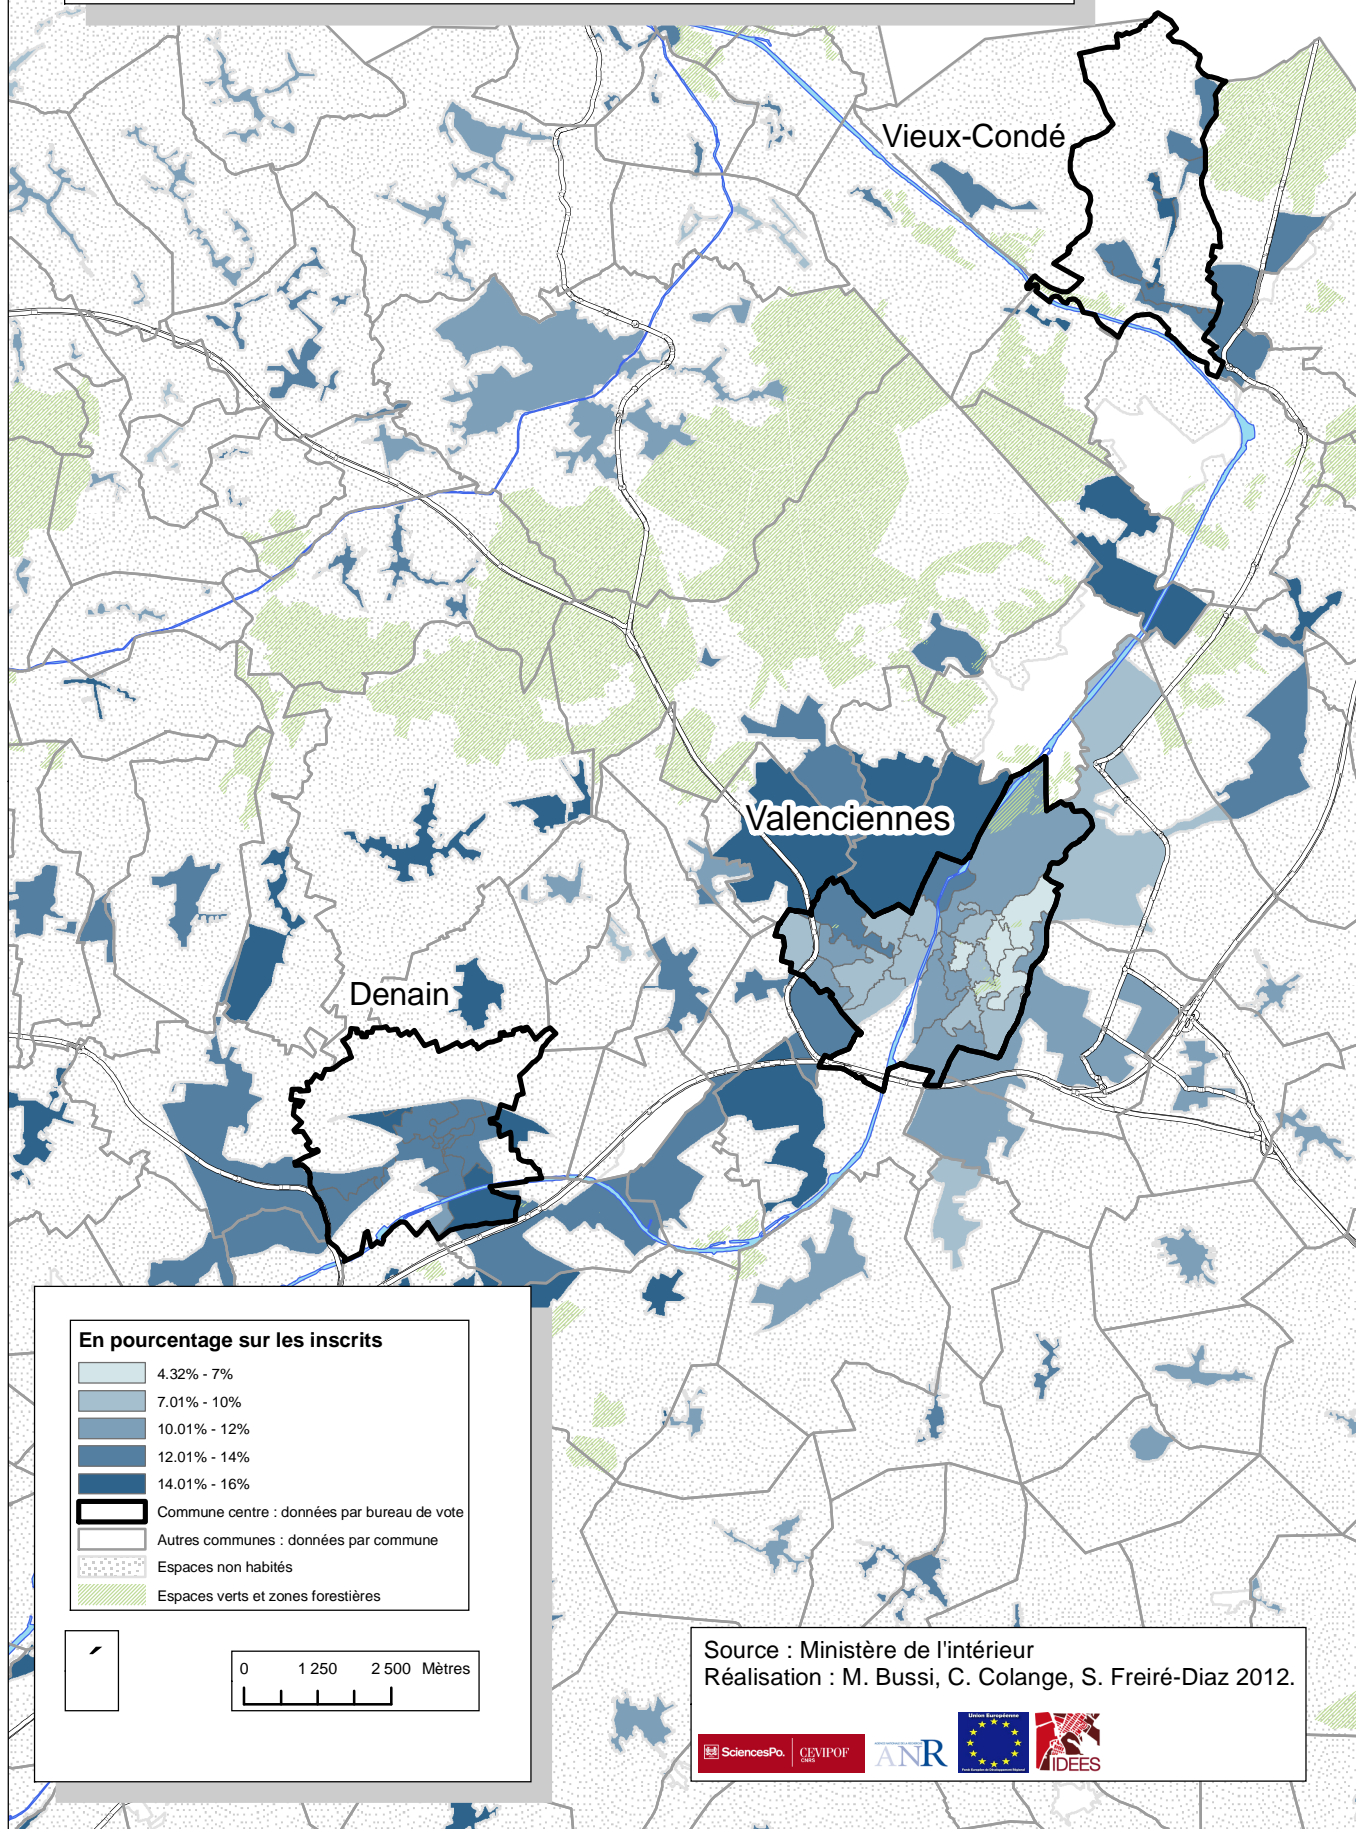 Vieux-Condé
Valenciennes
Denain
En pourcentage sur les inscrits
4.32% - 7%
7.01% - 10%
10.01% - 12%
12.01% - 14%
14.01% - 16%
Commune centre : données par bureau de vote
Autres communes : données par commune
Espaces non habités
Espaces verts et zones forestières
0 1 250 2 500 Mètres
Source : Ministère de l'intérieur
Réalisation : M. Bussi, C. Colange, S. Freiré-Diaz 2012.
SciencesPo. CEVIPOF
CNRS
ANR
Union Européenne
IDEES